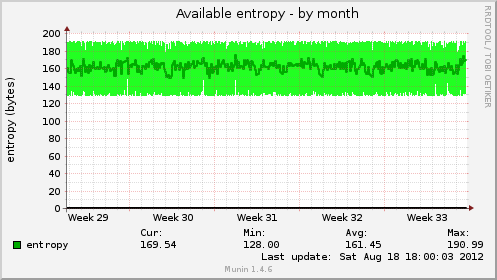 Available entropy - by month
RRDTOOL / TOBI OETIKER
entropy (bytes)
200
180
160
140
120
100
80
60
40
20
0
Week 29 Week 30 Week 31 Week 32 Week 33
Cur: Min: Avg: Max:
entropy 169.54 128.00 161.45 190.99
Last update: Sat Aug 18 18:00:03 2012
Munin 1.4.6